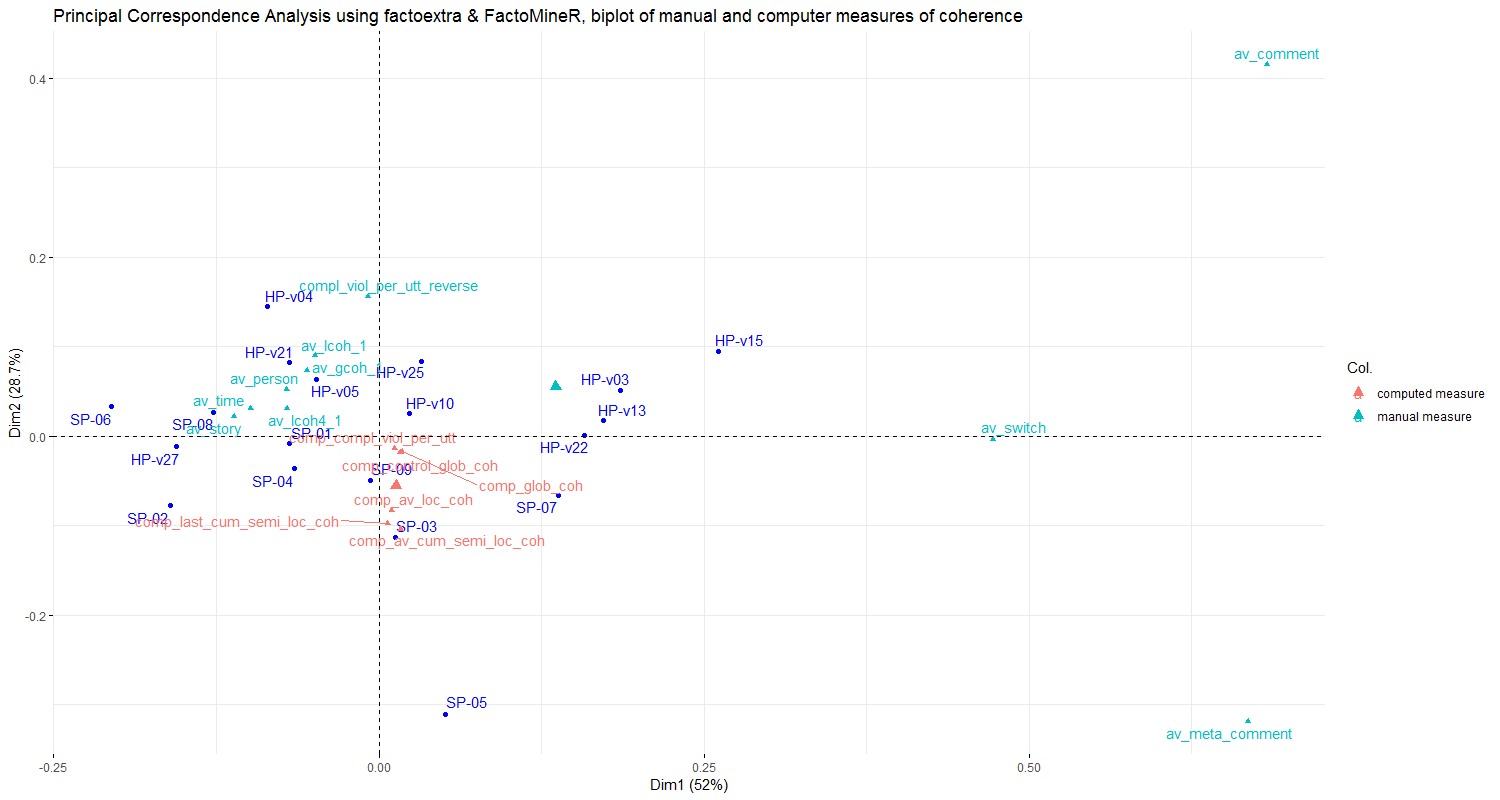 Principal Correspondence Analysis using factoextra & FactoMineR, biplot of manual and computer measures of coherence
av_comment
0.4
0.2
compl_viol_per_utt_reverse
HP-v04
HP-v15
av_lcoh_1
HP-v21
av_gcoh_1
HP-v25
av_person
HP-v03
HP-v05
av_time
HP-v10
HP-v13
SP-06
SP-08
av_lcoh4_1
av_story
SP-01
av_switch
0.0
comp_compl_viol_per_utt
HP-v22
HP-v27
comp_control_glob_coh
SP-09
SP-04
comp_glob_coh
comp_av_loc_coh
SP-07
SP-02
comp_last_cum_semi_loc_coh
SP-03
comp_av_cum_semi_loc_coh
-0.2
SP-05
av_meta_comment
-0.25
0.00
0.25
0.50
Dim1 (52%)
Dim2 (28.7%)
Col.
computed measure
manual measure